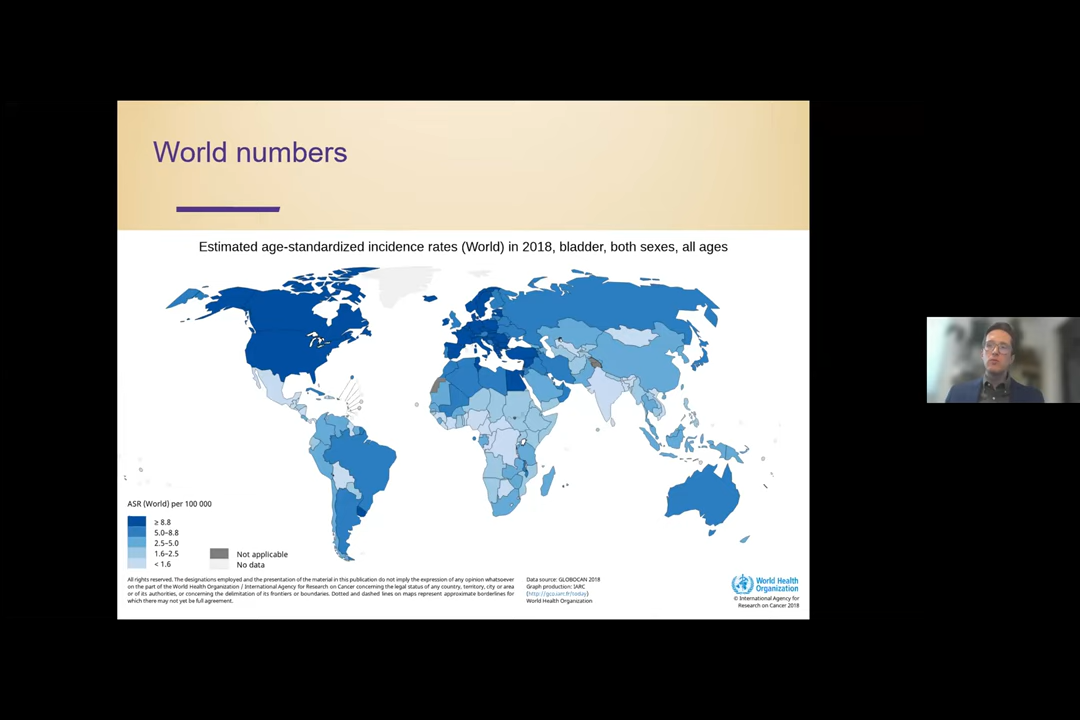 World numbers
Estimated age-standardized incidence rates (World) in 2018, bladder, both sexes, all ages
ASR (World) per 100 000
≥ 8.8
5.0–8.8
2.5–5.0
1.6–2.5
< 1.6
Not applicable
No data
All rights reserved. The designations employed and the presentation of the material in this publication do not imply the expression of any opinion whatsoever
on the part of the World Health Organization / International Agency for Research on Cancer concerning the legal status of any country, territory, city or area
or of its authorities, or concerning the delimitation of its frontiers or boundaries. Dotted and dashed lines on maps represent approximate borderlines for
which there may not yet be full agreement.
Data source: GLOBOCAN 2018
Graph production: IARC
(http://gco.iarc.fr/today)
World Health Organization
World Health
Organization
© International Agency for
Research on Cancer 2018